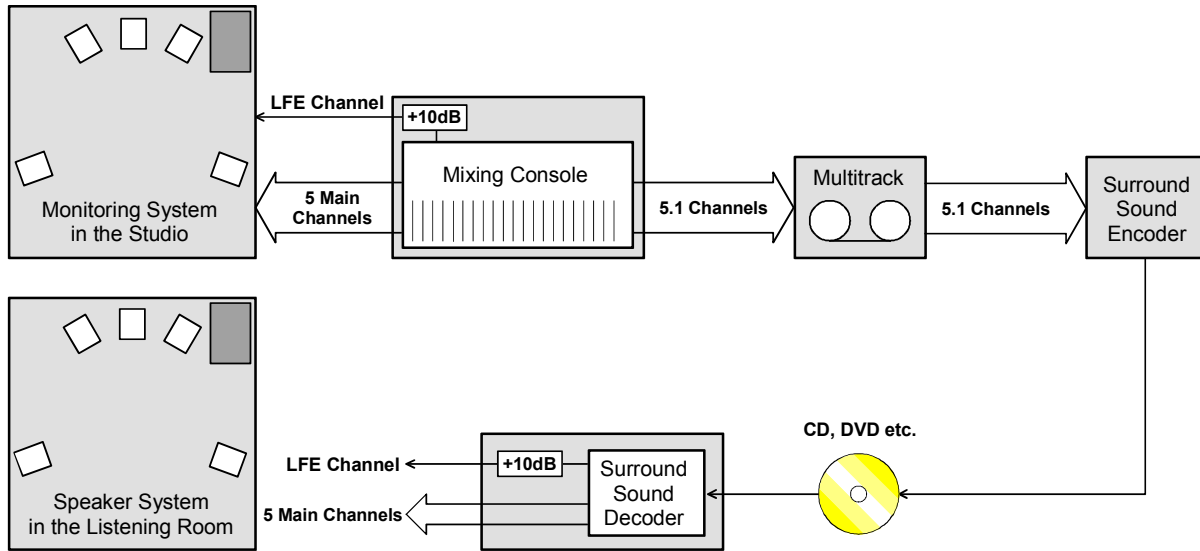 LFE Channel
+10dB
Mixing Console
5 Main
Channels
Monitoring System
in the Studio
5.1 Channels
Multitrack
5.1 Channels
Surround
Sound
Encoder
CD, DVD etc.
LFE Channel
+10dB
Surround
Sound
Decoder
5 Main Channels
Speaker System
in the Listening Room